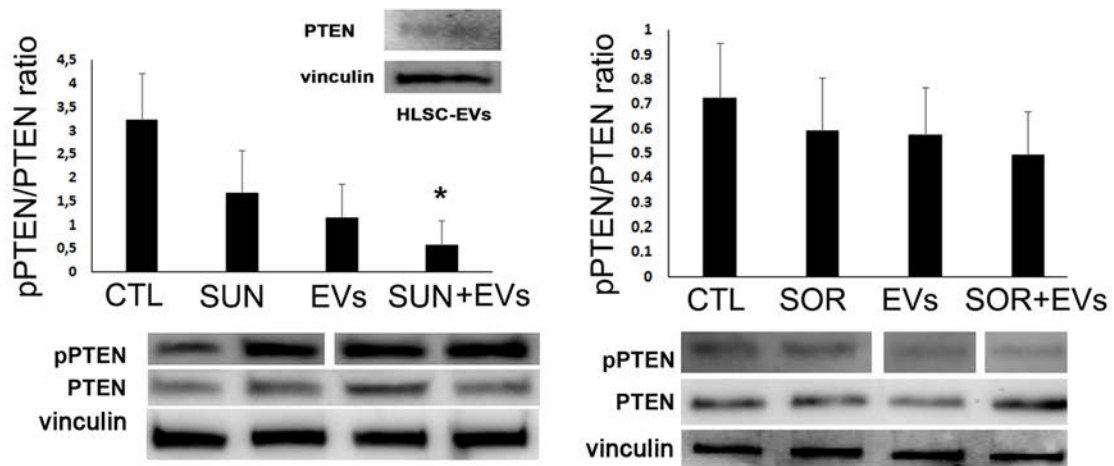 pPTEN/PTEN ratio
4,5
4
3,5
3
2,5
2
1,5
1
0,5
0
CTL SUN EVs SUN+EVs
*
PTEN
vinculin
HLSC-EVs
pPTEN
PTEN
vinculin
pPTEN/PTEN ratio
1
0.9
0.8
0.7
0.6
0.5
0.4
0.3
0.2
0.1
0
CTL SOR EVs SOR+EVs
pPTEN
PTEN
vinculin